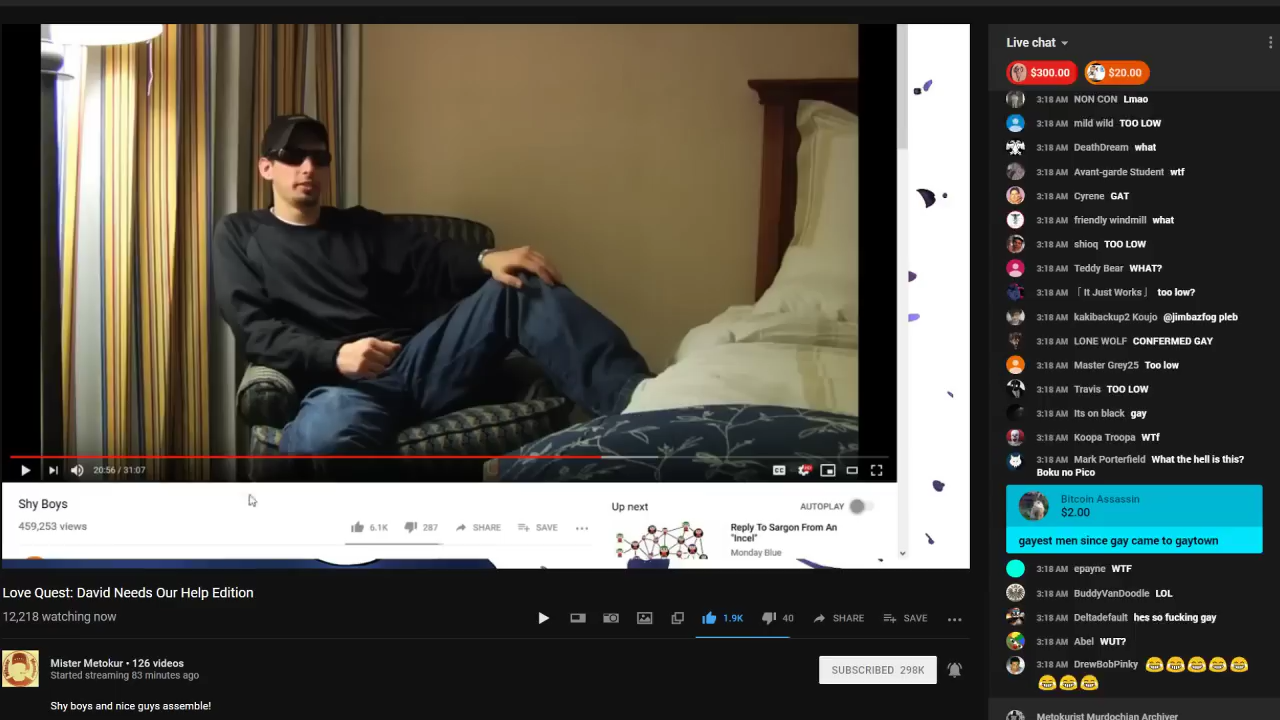 20:56 / 31:07
Shy Boys
459,253 views
6.1K
287
SHARE
SAVE
Up next
AUTOPLAY
Reply To Sargon From An
"Incel"
Monday Blue
Love Quest: David Needs Our Help Edition
12,218 watching now
1.9K
40
SHARE
SAVE
Mister Metokur • 126 videos
Started streaming 83 minutes ago
SUBSCRIBED 298K
Shy boys and nice guys assemble!
Live chat
$300.00
$20.00
3:18 AM NON CON Lmao
3:18 AM mild wild TOO LOW
3:18 AM DeathDream what
3:18 AM Avant-garde Student wtf
3:18 AM Cyrene GAT
3:18 AM friendly windmill what
3:18 AM shioq TOO LOW
3:18 AM Teddy Bear WHAT?
3:18 AM 「 It Just Works 」 too low?
3:18 AM kakibackup2 Koujo @jimbazfog pleb
3:18 AM LONE WOLF CONFIRMED GAY
3:18 AM Master Grey25 Too low
3:18 AM Travis TOO LOW
3:18 AM Its on black gay
3:18 AM Koopa Troopa WTf
3:18 AM Mark Porterfield What the hell is this?
Boku no Pico
Bitcoin Assassin
$2.00
gayest men since gay came to gaytown
3:18 AM epayne WTF
3:18 AM BuddyVanDoodle LOL
3:18 AM Deltadefault hes so fucking gay
3:18 AM Abel WUT?
3:18 AM DrewBobPinky 😂😂😂😂😂
😂😂😂
Metokurist Murdochian Archiver